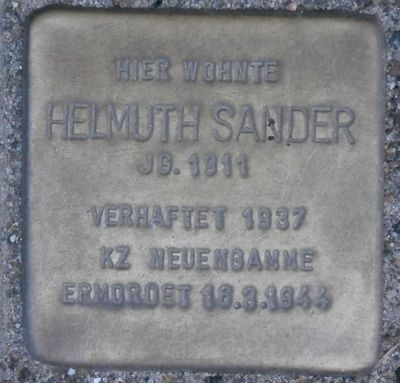 HIER WOHNTE
HELMUTH SANDER
JG. 1911
VERHAFTET 1937
KZ NEUENGAMME
ERMORDET 16.3.1944